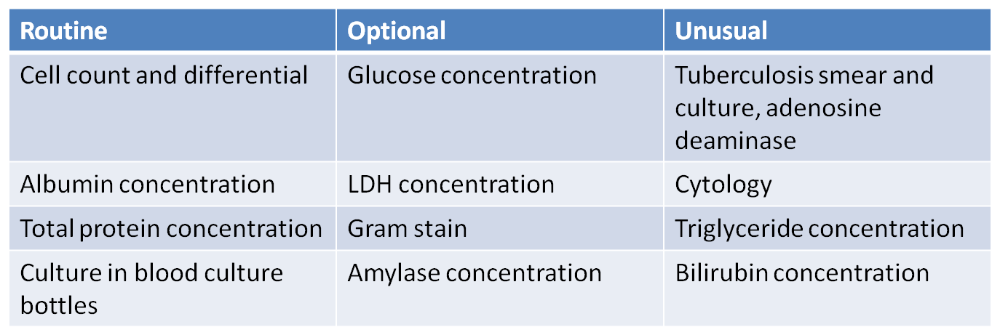 Routine Optional Unusual
Cell count and differential Glucose concentration Tuberculosis smear and
culture, adenosine
deaminase
Albumin concentration LDH concentration Cytology
Total protein concentration Gram stain Triglyceride concentration
Culture in blood culture Amylase concentration Bilirubin concentration
bottles